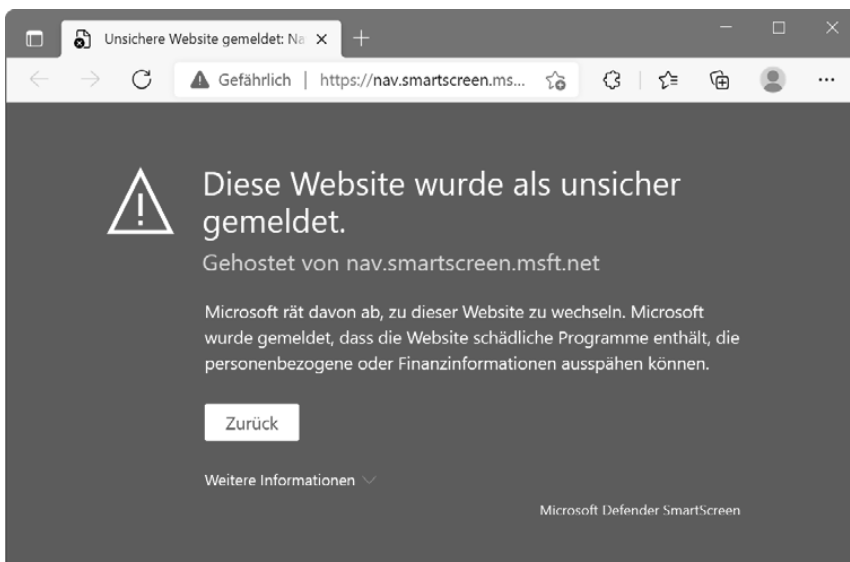 Unsichere Website gemeldet: Na
Gefährlich | https://nav.smartscreen.ms...
Diese Website wurde als unsicher
gemeldet.
Gehostet von nav.smartscreen.msft.net
Microsoft rät davon ab, zu dieser Website zu wechseln. Microsoft
wurde gemeldet, dass die Website schädliche Programme enthält, die
personenbezogene oder Finanzinformationen ausspähen können.
Zurück
Weitere Informationen
Microsoft Defender SmartScreen